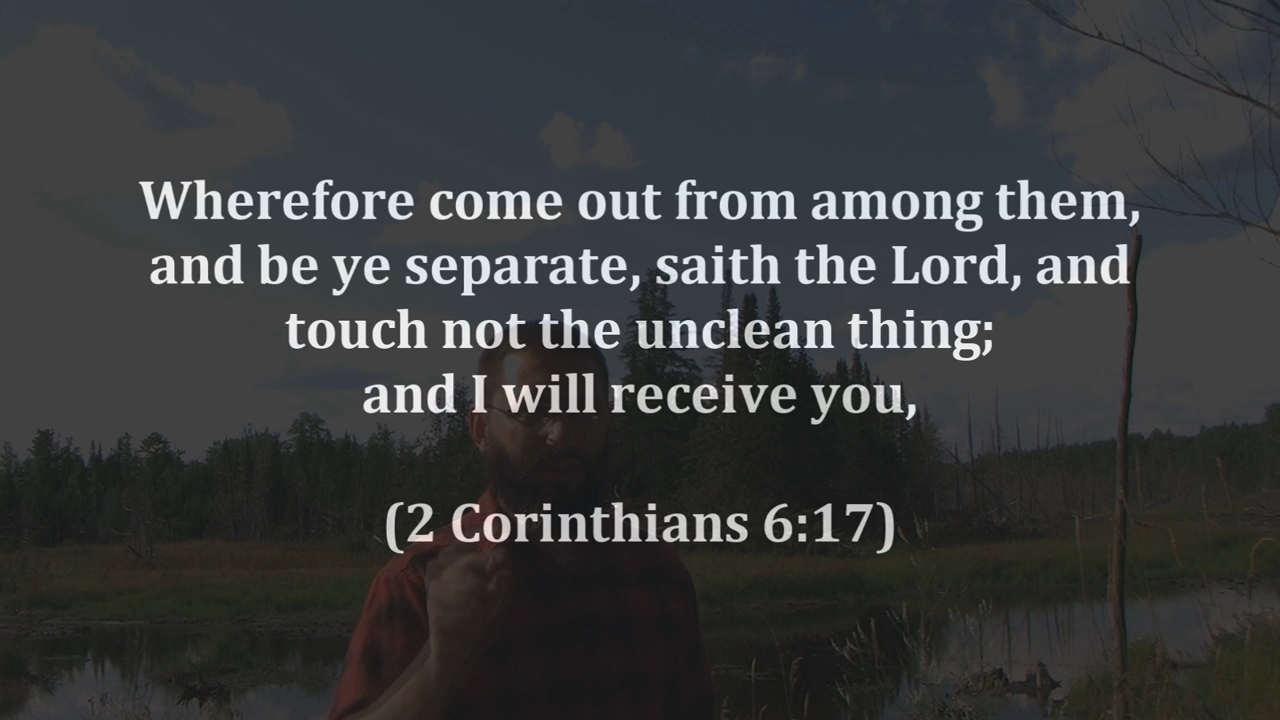 Wherefore come out from among them,
and be ye separate, saith the Lord, and
touch not the unclean thing;
and I will receive you,
(2 Corinthians 6:17)